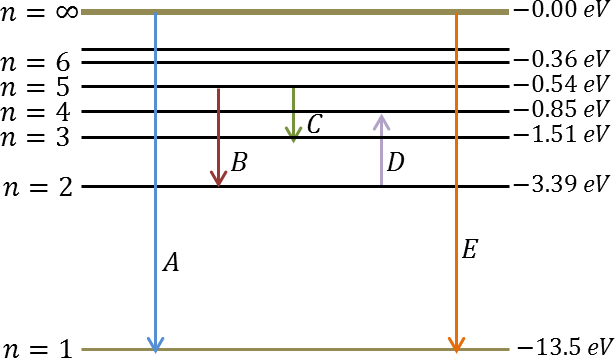 n = ∞ −0.00 eV
n = 6 −0.36 eV
n = 5 −0.54 eV
n = 4 −0.85 eV
C
n = 3 −1.51 eV
B D
n = 2 −3.39 eV
A E
n = 1 −13.5 eV